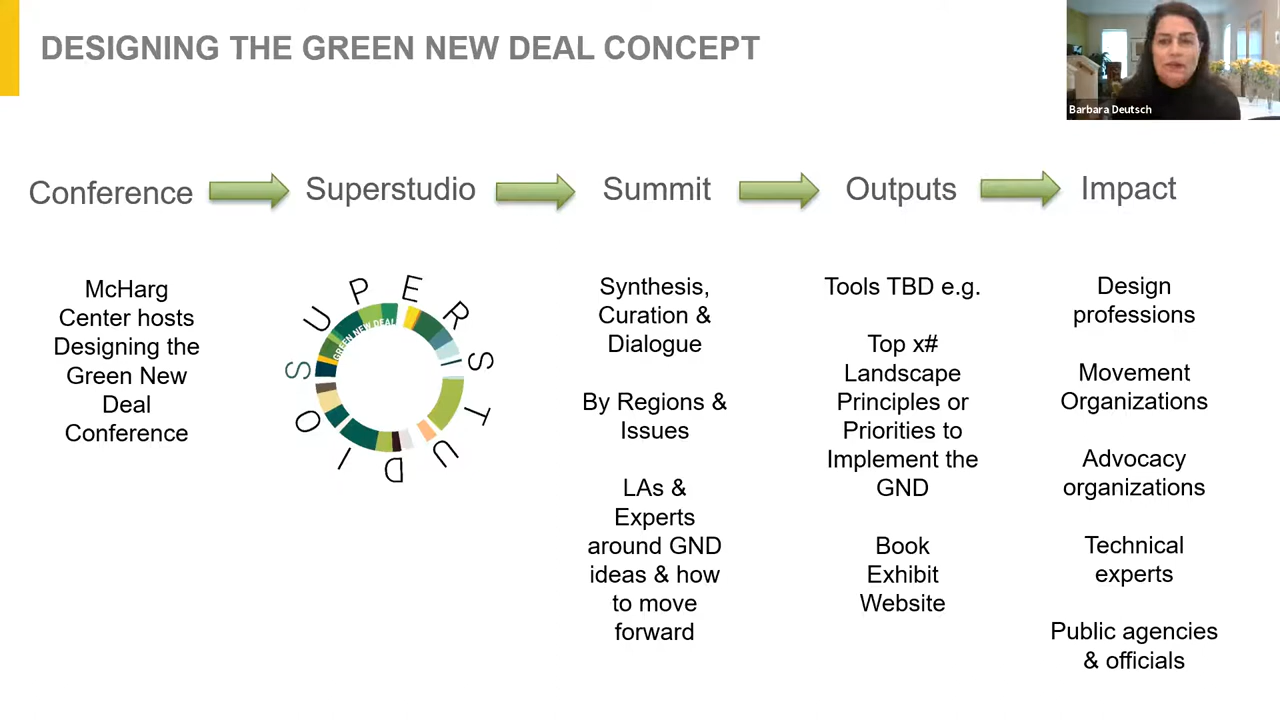 DESIGNING THE GREEN NEW DEAL CONCEPT
Barbara Deutsch
Conference
Superstudio
Summit
Outputs
Impact
McHarg
Center hosts
Designing the
Green New
Deal
Conference
SUPERSTUDIO
GREEN NEW DEAL
Synthesis,
Curation &
Dialogue
By Regions &
Issues
LAs &
Experts
around GND
ideas & how
to move
forward
Tools TBD e.g.
Top x#
Landscape
Principles or
Priorities to
Implement the
GND
Book
Exhibit
Website
Design
professions
Movement
Organizations
Advocacy
organizations
Technical
experts
Public agencies
& officials